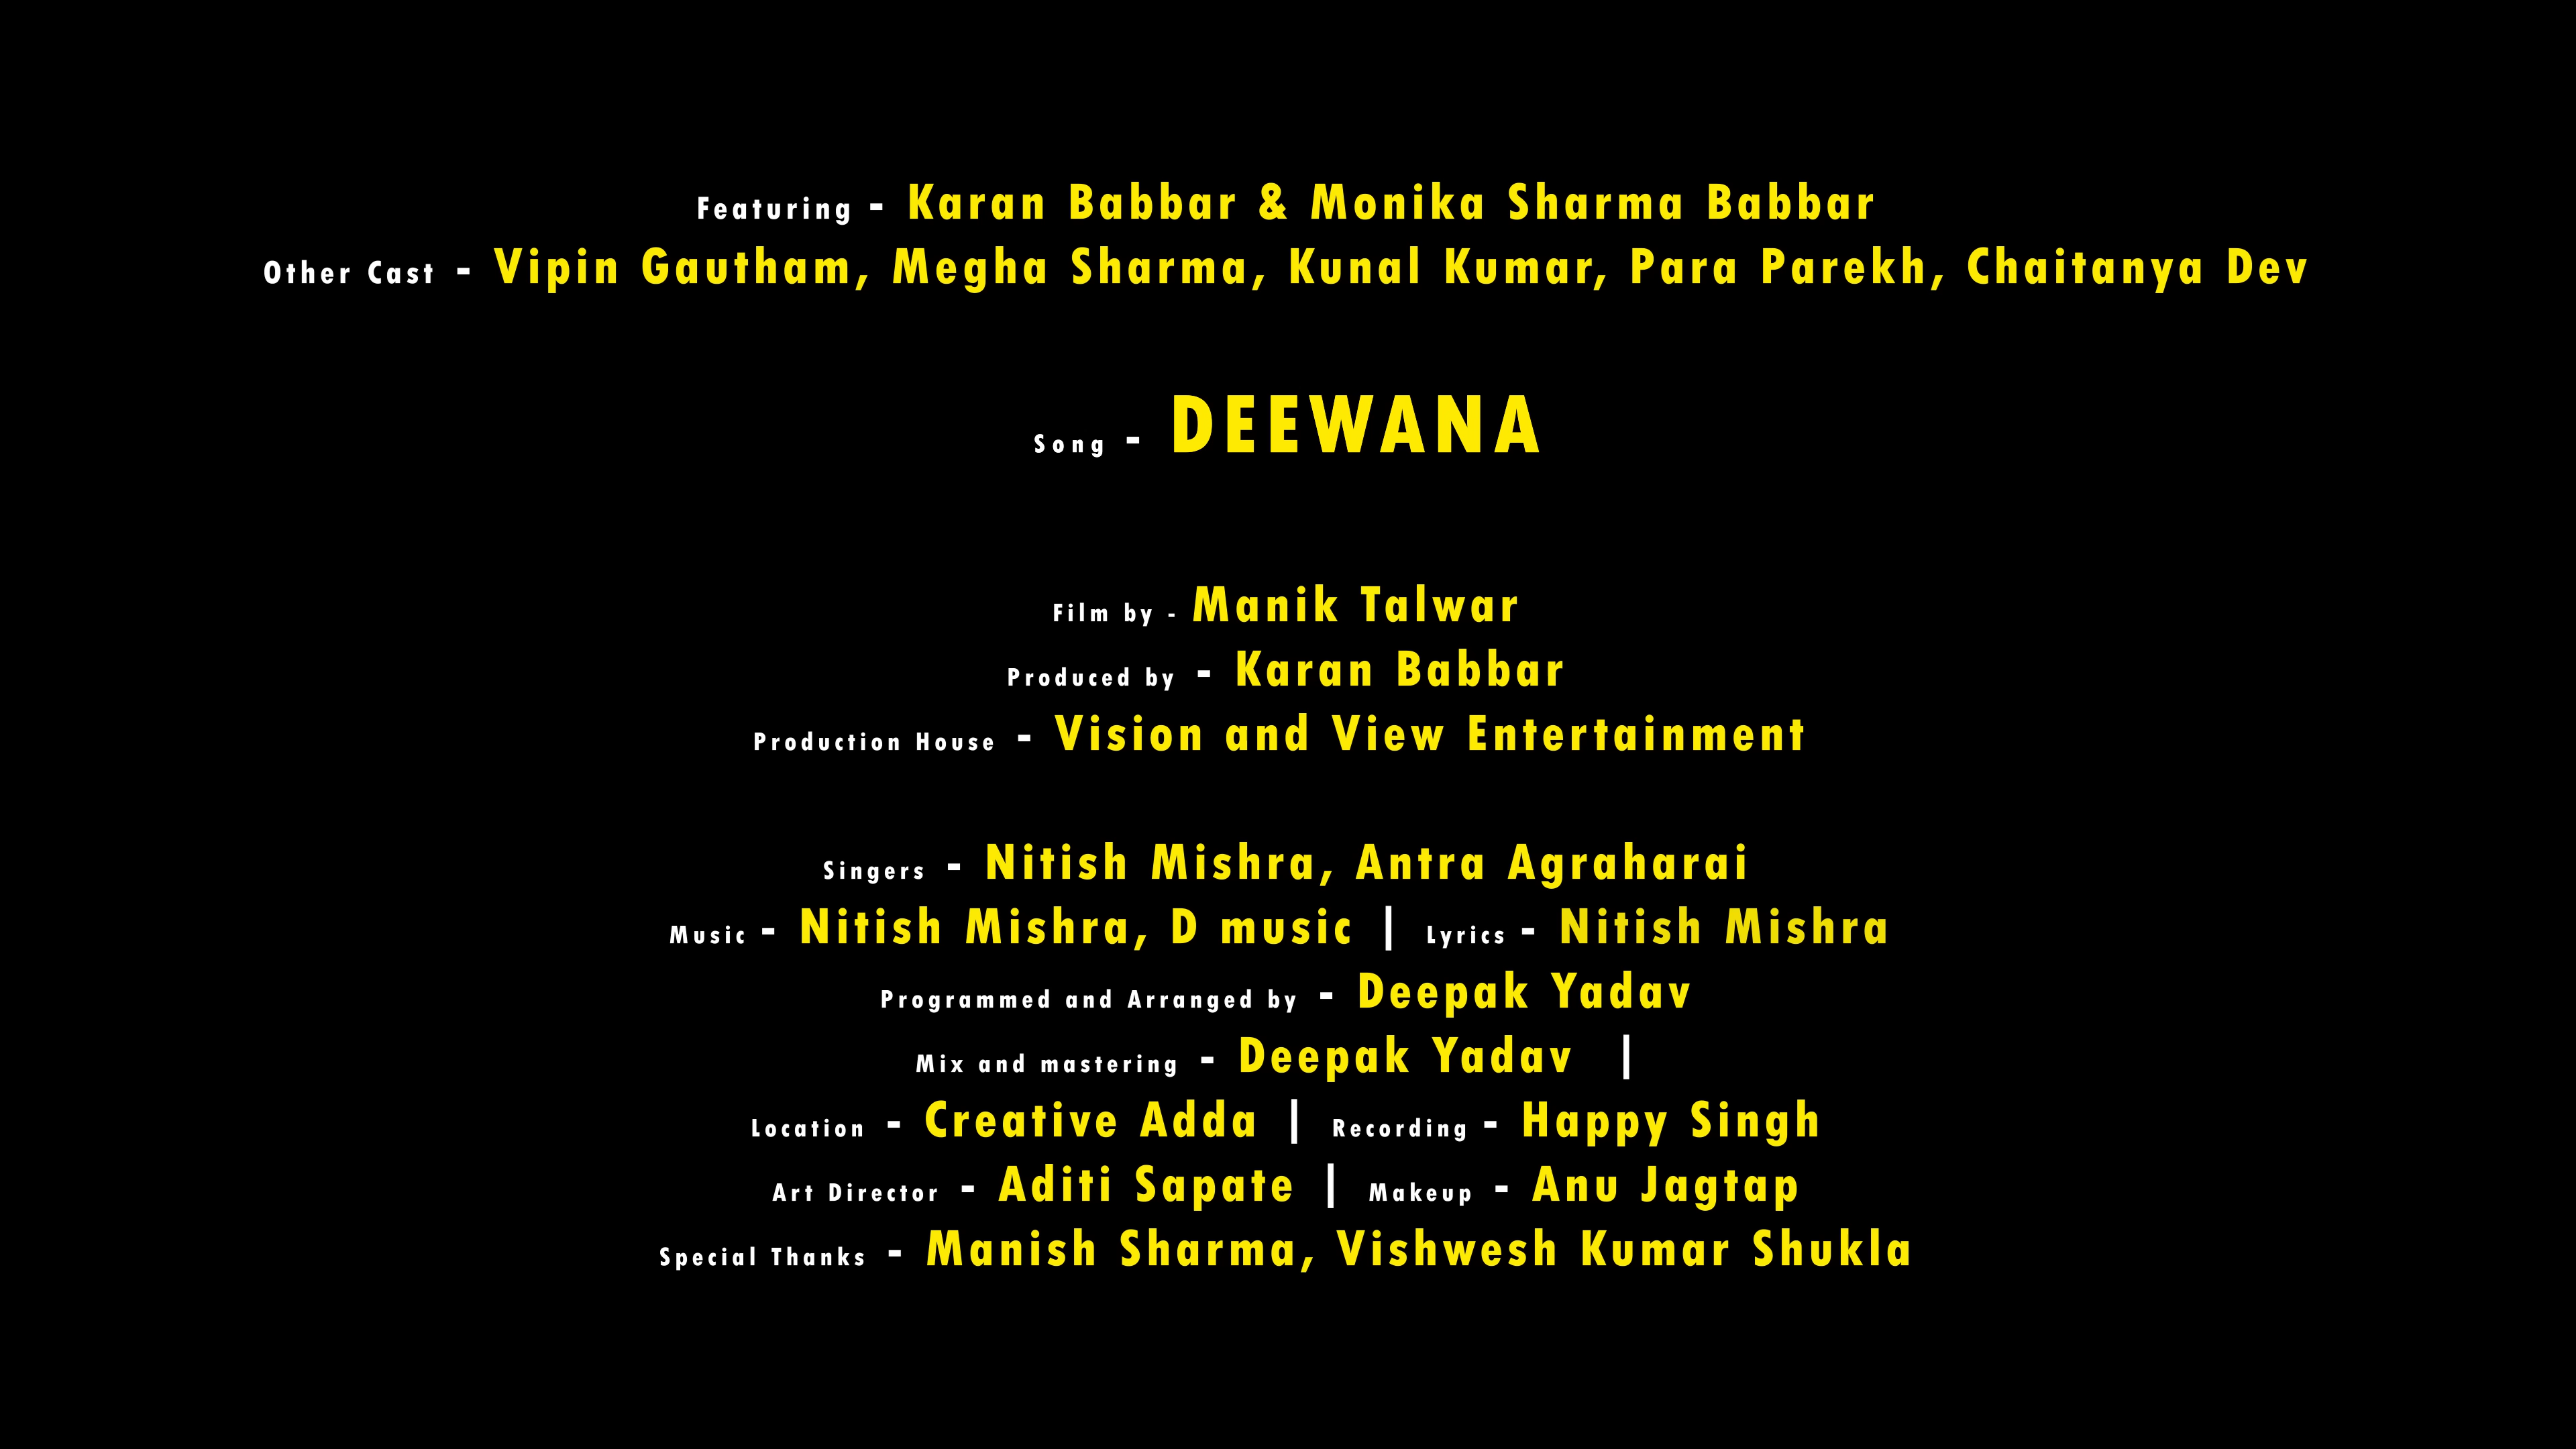 Featuring - Karan Babbar & Monika Sharma Babbar
Other Cast - Vipin Gautham, Megha Sharma, Kunal Kumar, Para Parekh, Chaitanya Dev
Song - DEEWANA
Film by - Manik Talwar
Produced by - Karan Babbar
Production House - Vision and View Entertainment
Singers - Nitish Mishra, Antra Agraharai
Music - Nitish Mishra, D music | Lyrics - Nitish Mishra
Programmed and Arranged by - Deepak Yadav
Mix and mastering - Deepak Yadav |
Location - Creative Adda | Recording - Happy Singh
Art Director - Aditi Sapate | Makeup - Anu Jagtap
Special Thanks - Manish Sharma, Vishwesh Kumar Shukla